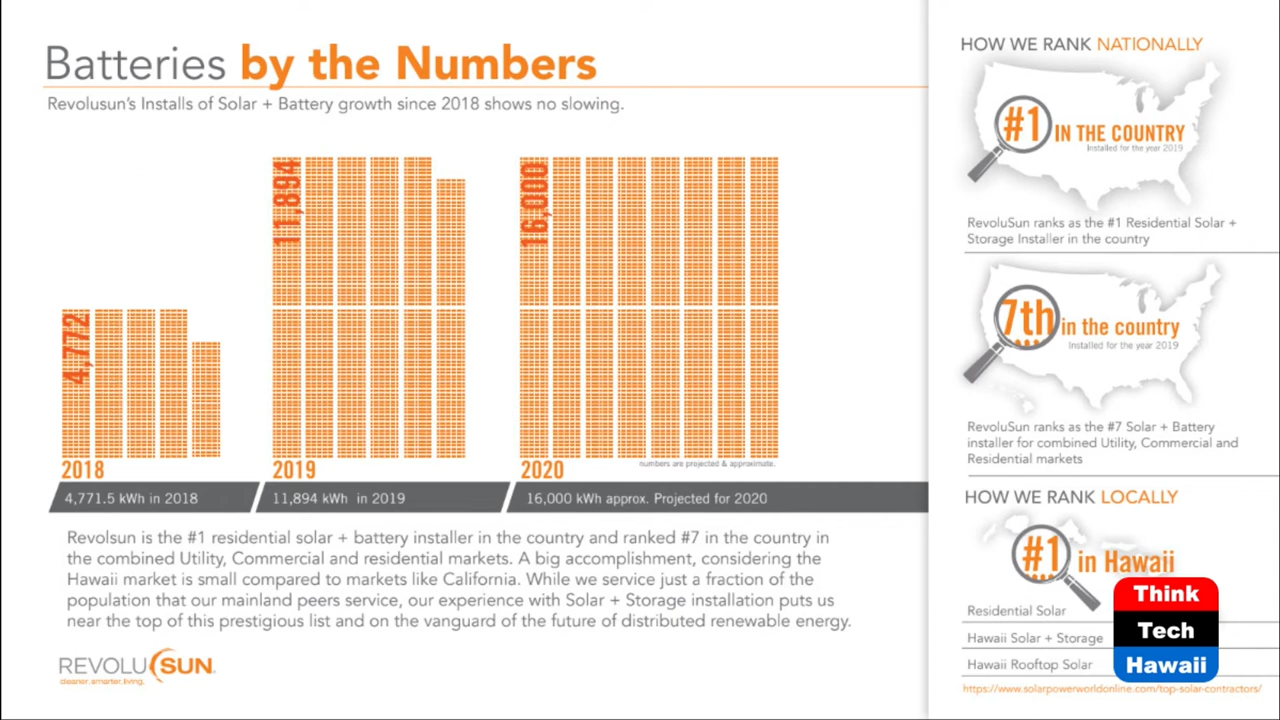 Batteries by the Numbers
Revolusun's Installs of Solar + Battery growth since 2018 shows no slowing.
4,772
11,894
16,000
2018
2019
2020
numbers are projected & approximate.
4,771.5 kWh in 2018
11,894 kWh in 2019
16,000 kWh approx. Projected for 2020
Revolsun is the #1 residential solar + battery installer in the country and ranked #7 in the country in
the combined Utility, Commercial and residential markets. A big accomplishment, considering the
Hawaii market is small compared to markets like California. While we service just a fraction of the
population that our mainland peers service, our experience with Solar + Storage installation puts us
near the top of this prestigious list and on the vanguard of the future of distributed renewable energy.
REVOLUSUN
cleaner.smarter.living.
HOW WE RANK NATIONALLY
#1 IN THE COUNTRY
Installed for the year 2019
RevoluSun ranks as the #1 Residential Solar +
Storage Installer in the country
7th in the country
Installed for the year 2019
RevoluSun ranks as the #7 Solar + Battery
installer for combined Utility, Commercial and
Residential markets
HOW WE RANK LOCALLY
#1 in Hawaii
Residential Solar
Hawaii Solar + Storage
Hawaii Rooftop Solar
Think
Tech
Hawaii
https://www.solarpowerworldonline.com/top-solar-contractors/